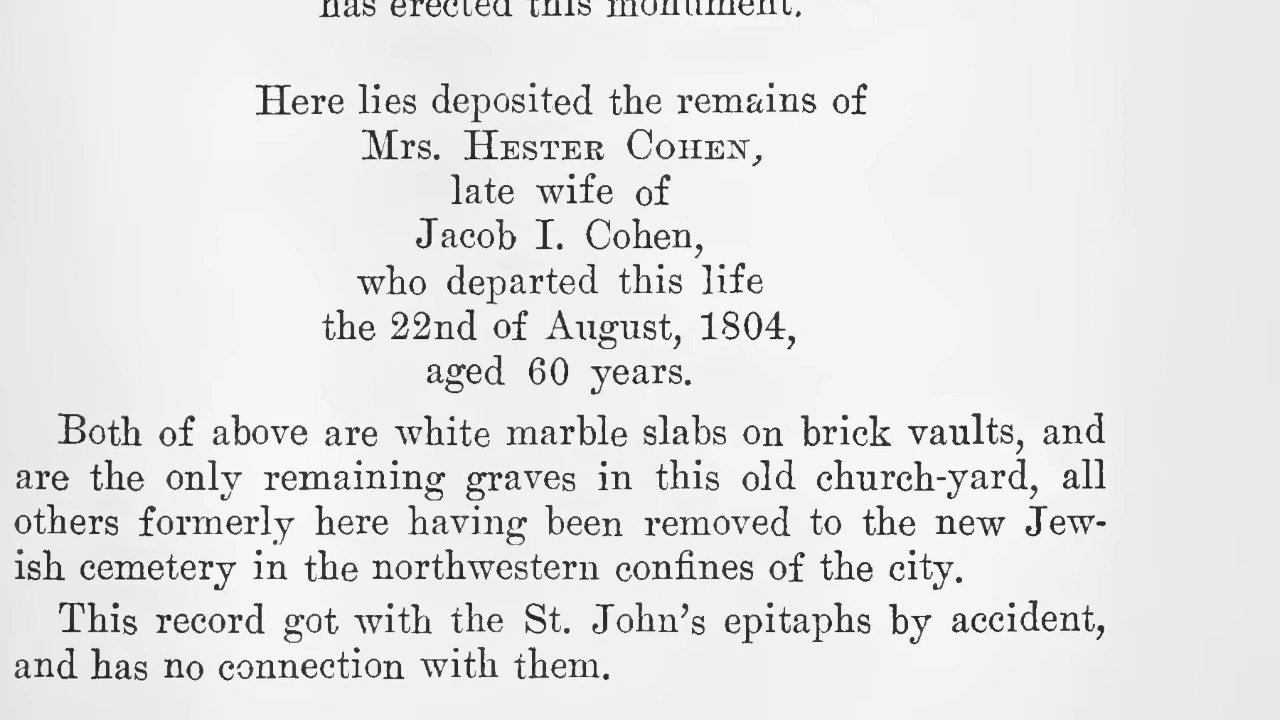 has erected this monument.
Here lies deposited the remains of
Mrs. HESTER COHEN,
late wife of
Jacob I. Cohen,
who departed this life
the 22nd of August, 1804,
aged 60 years.
Both of above are white marble slabs on brick vaults, and
are the only remaining graves in this old church-yard, all
others formerly here having been removed to the new Jew-
ish cemetery in the northwestern confines of the city.
This record got with the St. John's epitaphs by accident,
and has no connection with them.